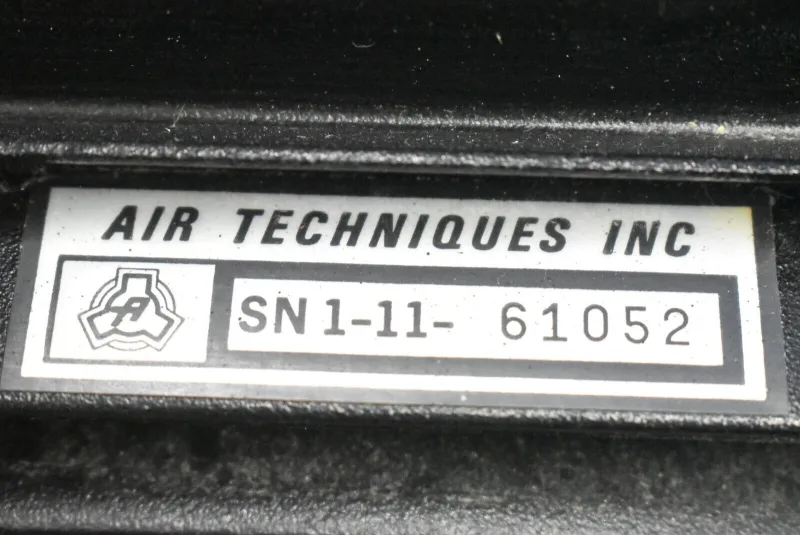 AIR TECHNIQUES INC
SN 1-11- 61052